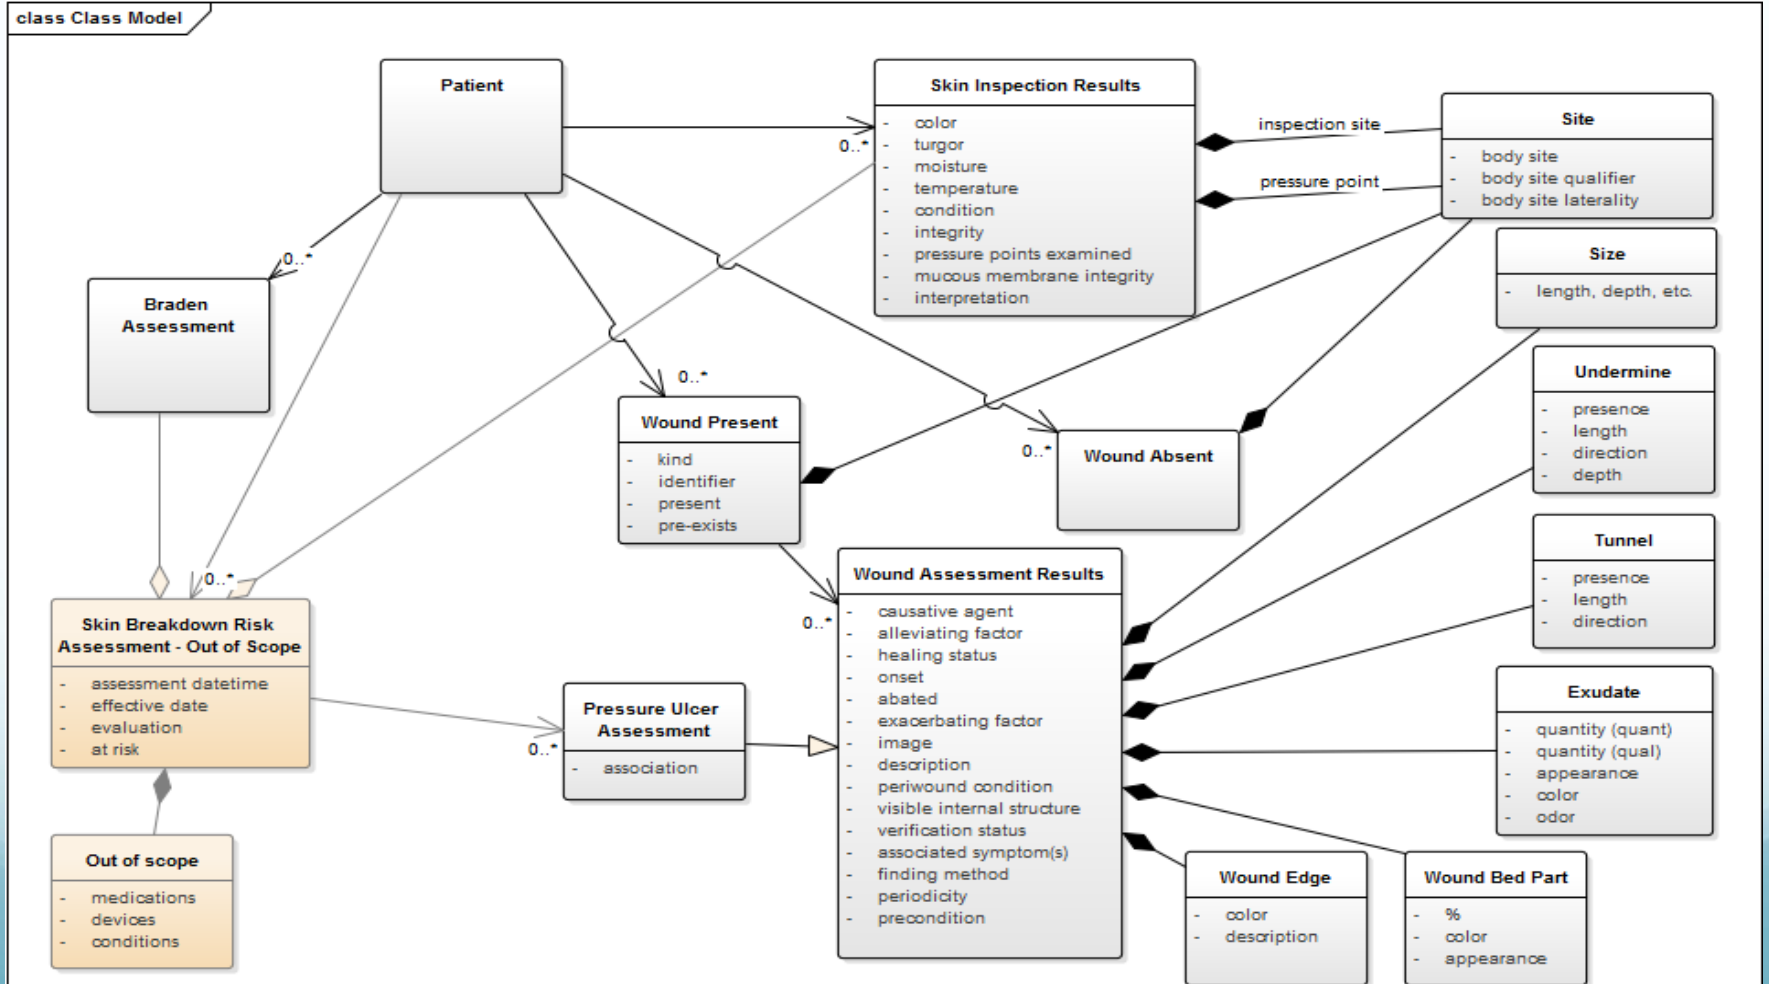 class Class Model
Patient
Skin Inspection Results
- color
- turgor
- moisture
- temperature
- condition
- integrity
- pressure points examined
- mucous membrane integrity
- interpretation
0..*
inspection site
pressure point
Site
- body site
- body site qualifier
- body site laterality
Size
- length, depth, etc.
0..*
Braden
Assessment
0..*
Wound Present
- kind
- identifier
- present
- pre-exists
0..*
Wound Absent
Undermine
- presence
- length
- direction
- depth
Tunnel
- presence
- length
- direction
0..*
Skin Breakdown Risk
Assessment - Out of Scope
- assessment datetime
- effective date
- evaluation
- at risk
0..*
Wound Assessment Results
- causative agent
- alleviating factor
- healing status
- onset
- abated
- exacerbating factor
- image
- description
- periwound condition
- visible internal structure
- verification status
- associated symptom(s)
- finding method
- periodicity
- precondition
0..*
Pressure Ulcer
Assessment
- association
Exudate
- quantity (quant)
- quantity (qual)
- appearance
- color
- odor
Out of scope
- medications
- devices
- conditions
Wound Edge
- color
- description
Wound Bed Part
- %
- color
- appearance